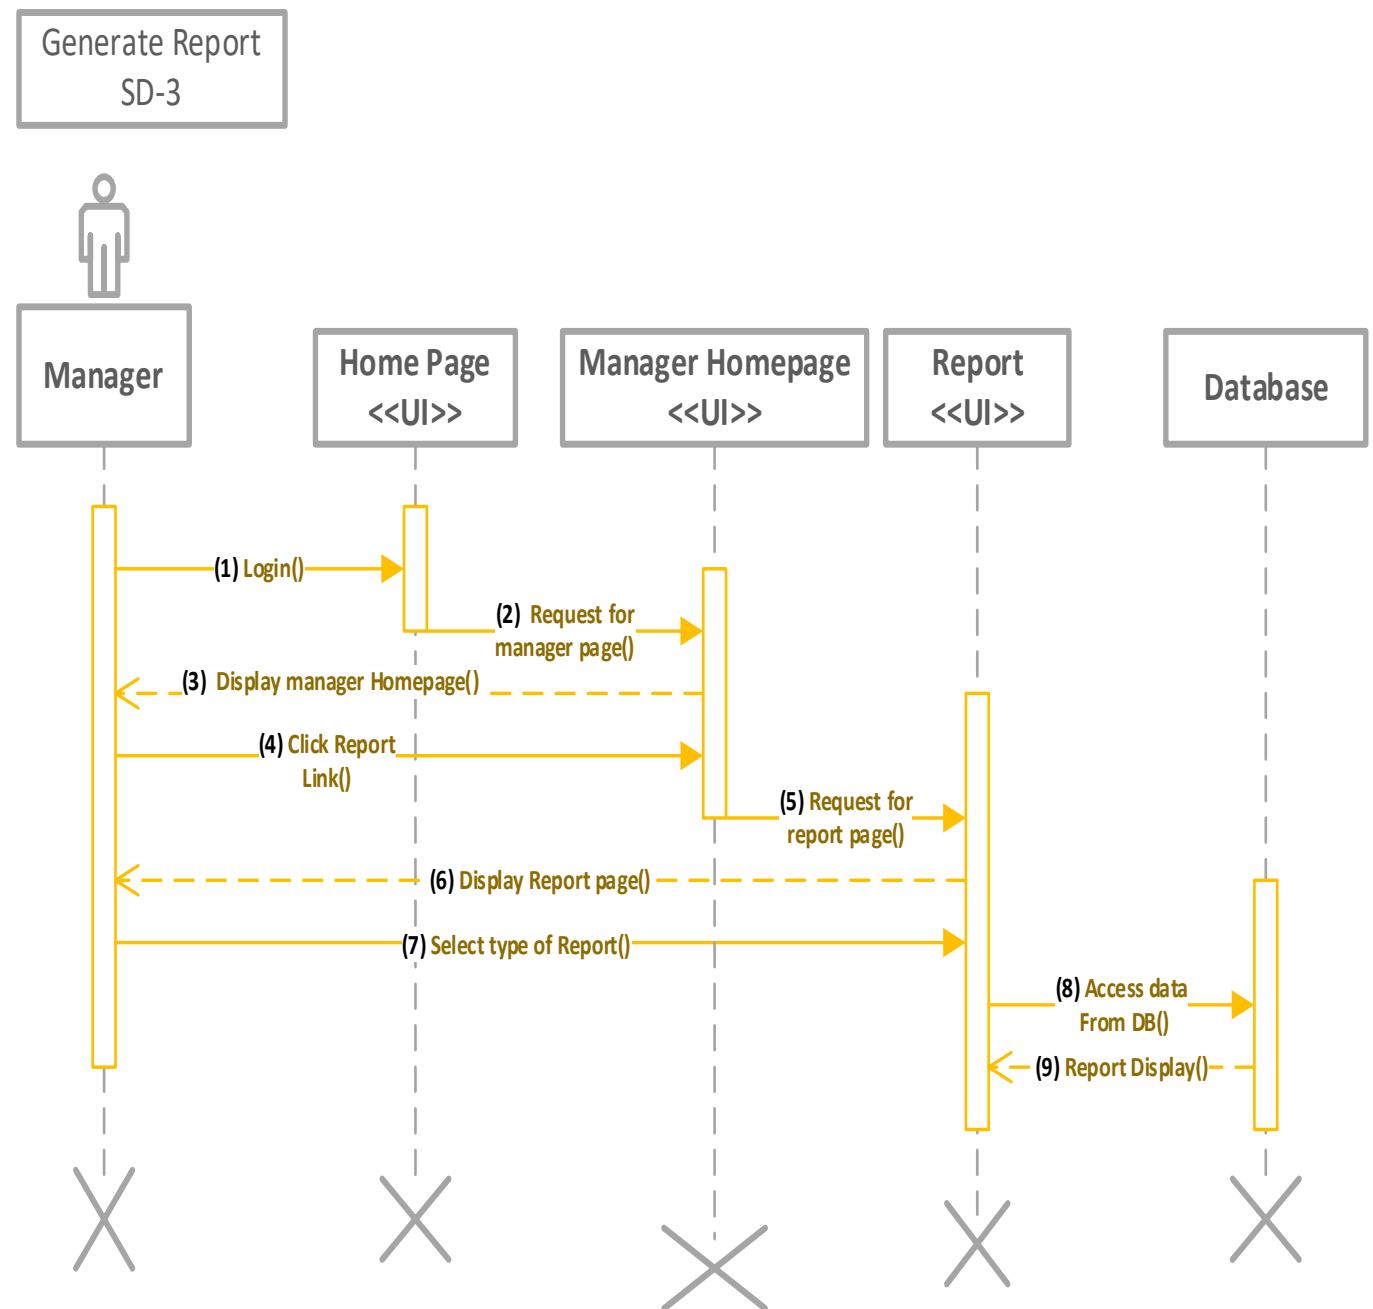 Generate Report
SD-3
Manager
Home Page
<<UI>>
Manager Homepage
<<UI>>
Report
<<UI>>
Database
(1) Login()
(2) Request for
manager page()
(3) Display manager Homepage()
(4) Click Report
Link()
(5) Request for
report page()
(6) Display Report page()
(7) Select type of Report()
(8) Access data
From DB()
(9) Report Display()